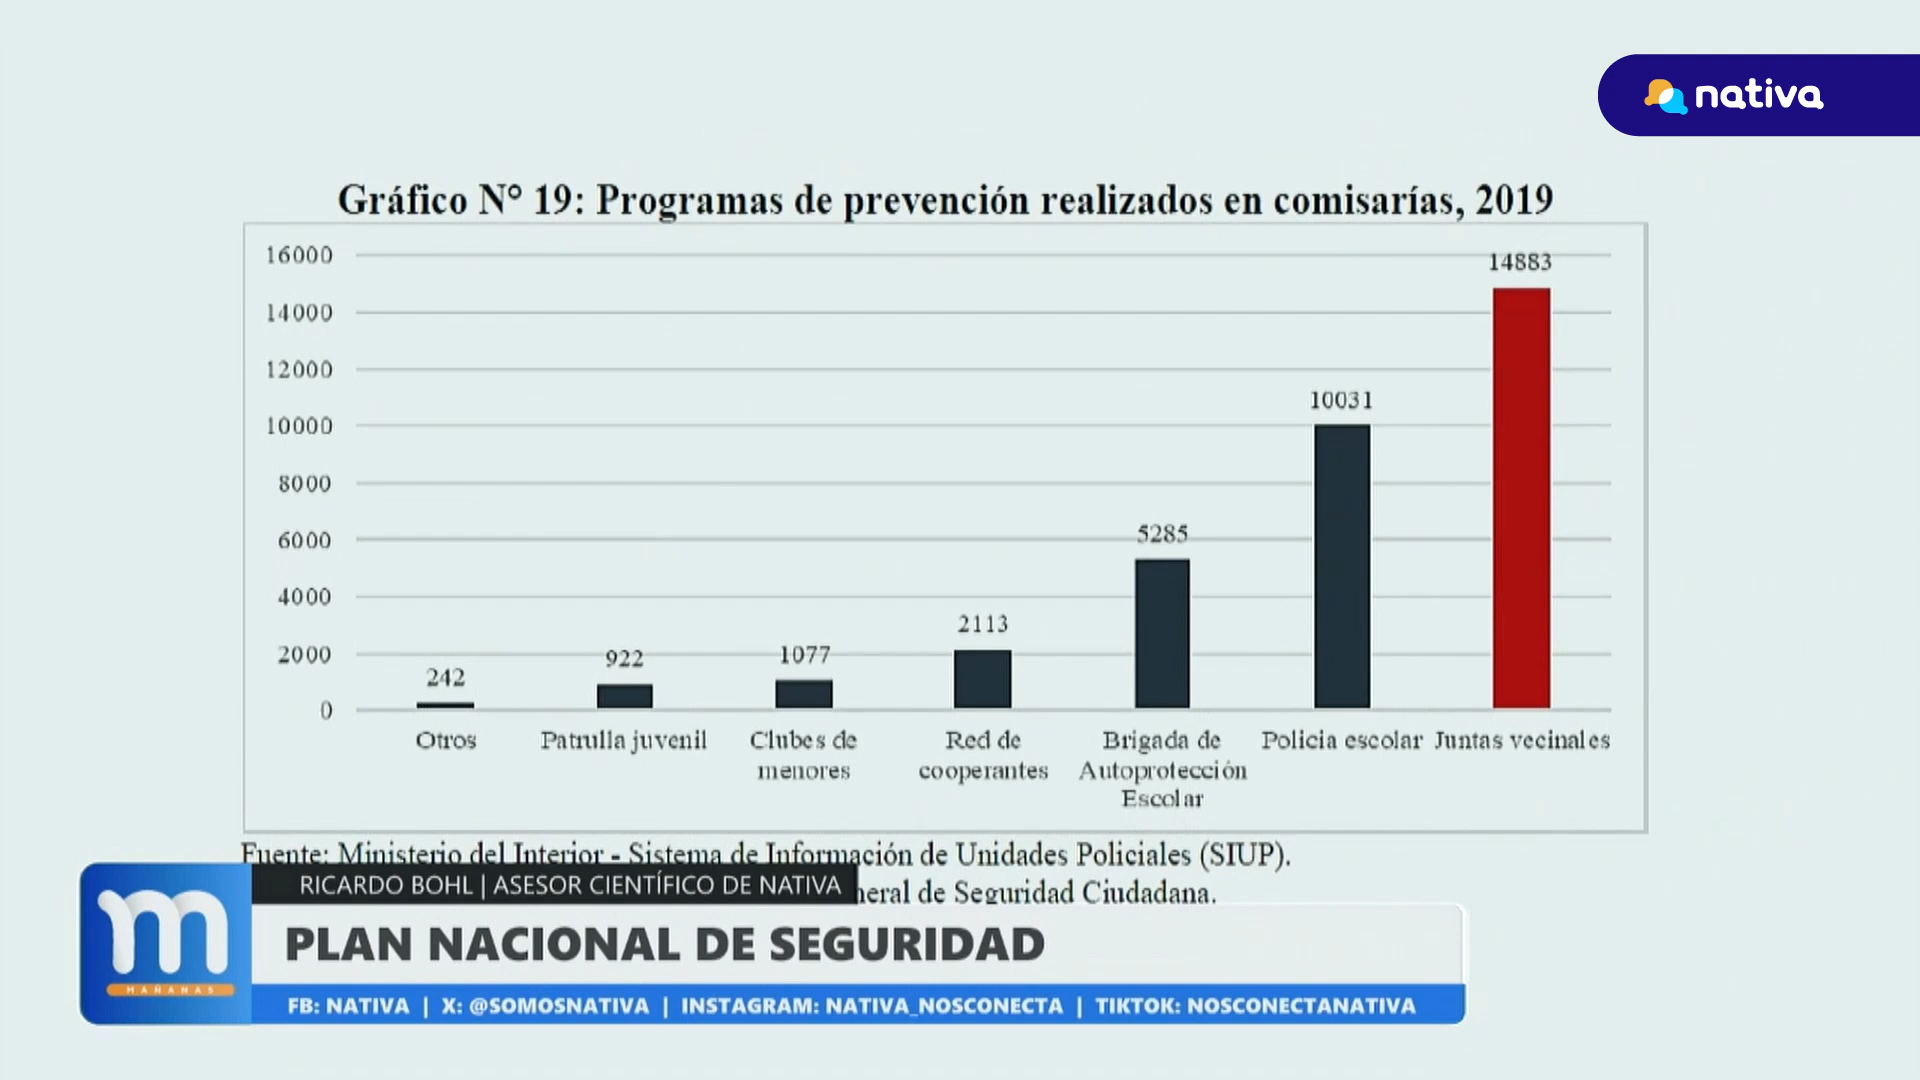 nativa
Gráfico N° 19: Programas de prevención realizados en comisarías, 2019
16000
14000
12000
10000
8000
6000
4000
2000
0
242
922
1077
2113
5285
10031
14883
Otros
Patrulla juvenil
Clubes de
menores
Red de
cooperantes
Brigada de
Autoprotección
Escolar
Policia escolar
Juntas vecinales
Fuente: Ministerio del Interior - Sistema de Información de Unidades Policiales (SIUP).
de Seguridad Ciudadana.
RICARDO BOHL | ASESOR CIENTÍFICO DE NATIVA
PLAN NACIONAL DE SEGURIDAD
m
MAÑANAS
FB: NATIVA | X: @SOMOSNATIVA | INSTAGRAM: NATIVA_NOSCONECTA | TIKTOK: NOSCONECTANATIVA